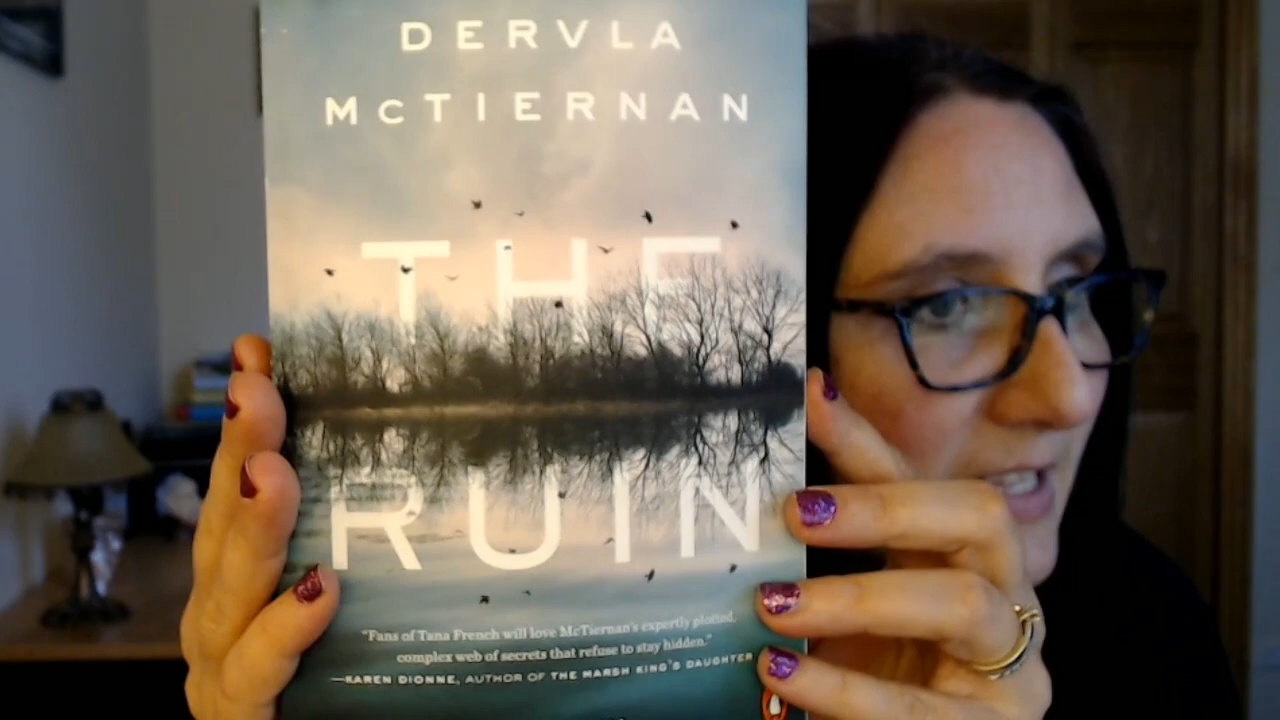 DERVLA
McTIERNAN
THE
RUIN
"Fans of Tana French will love McTiernan's expertly plotted,
complex web of secrets that refuse to stay hidden."
—KAREN DIONNE, AUTHOR OF THE MARSH KING'S DAUGHTER